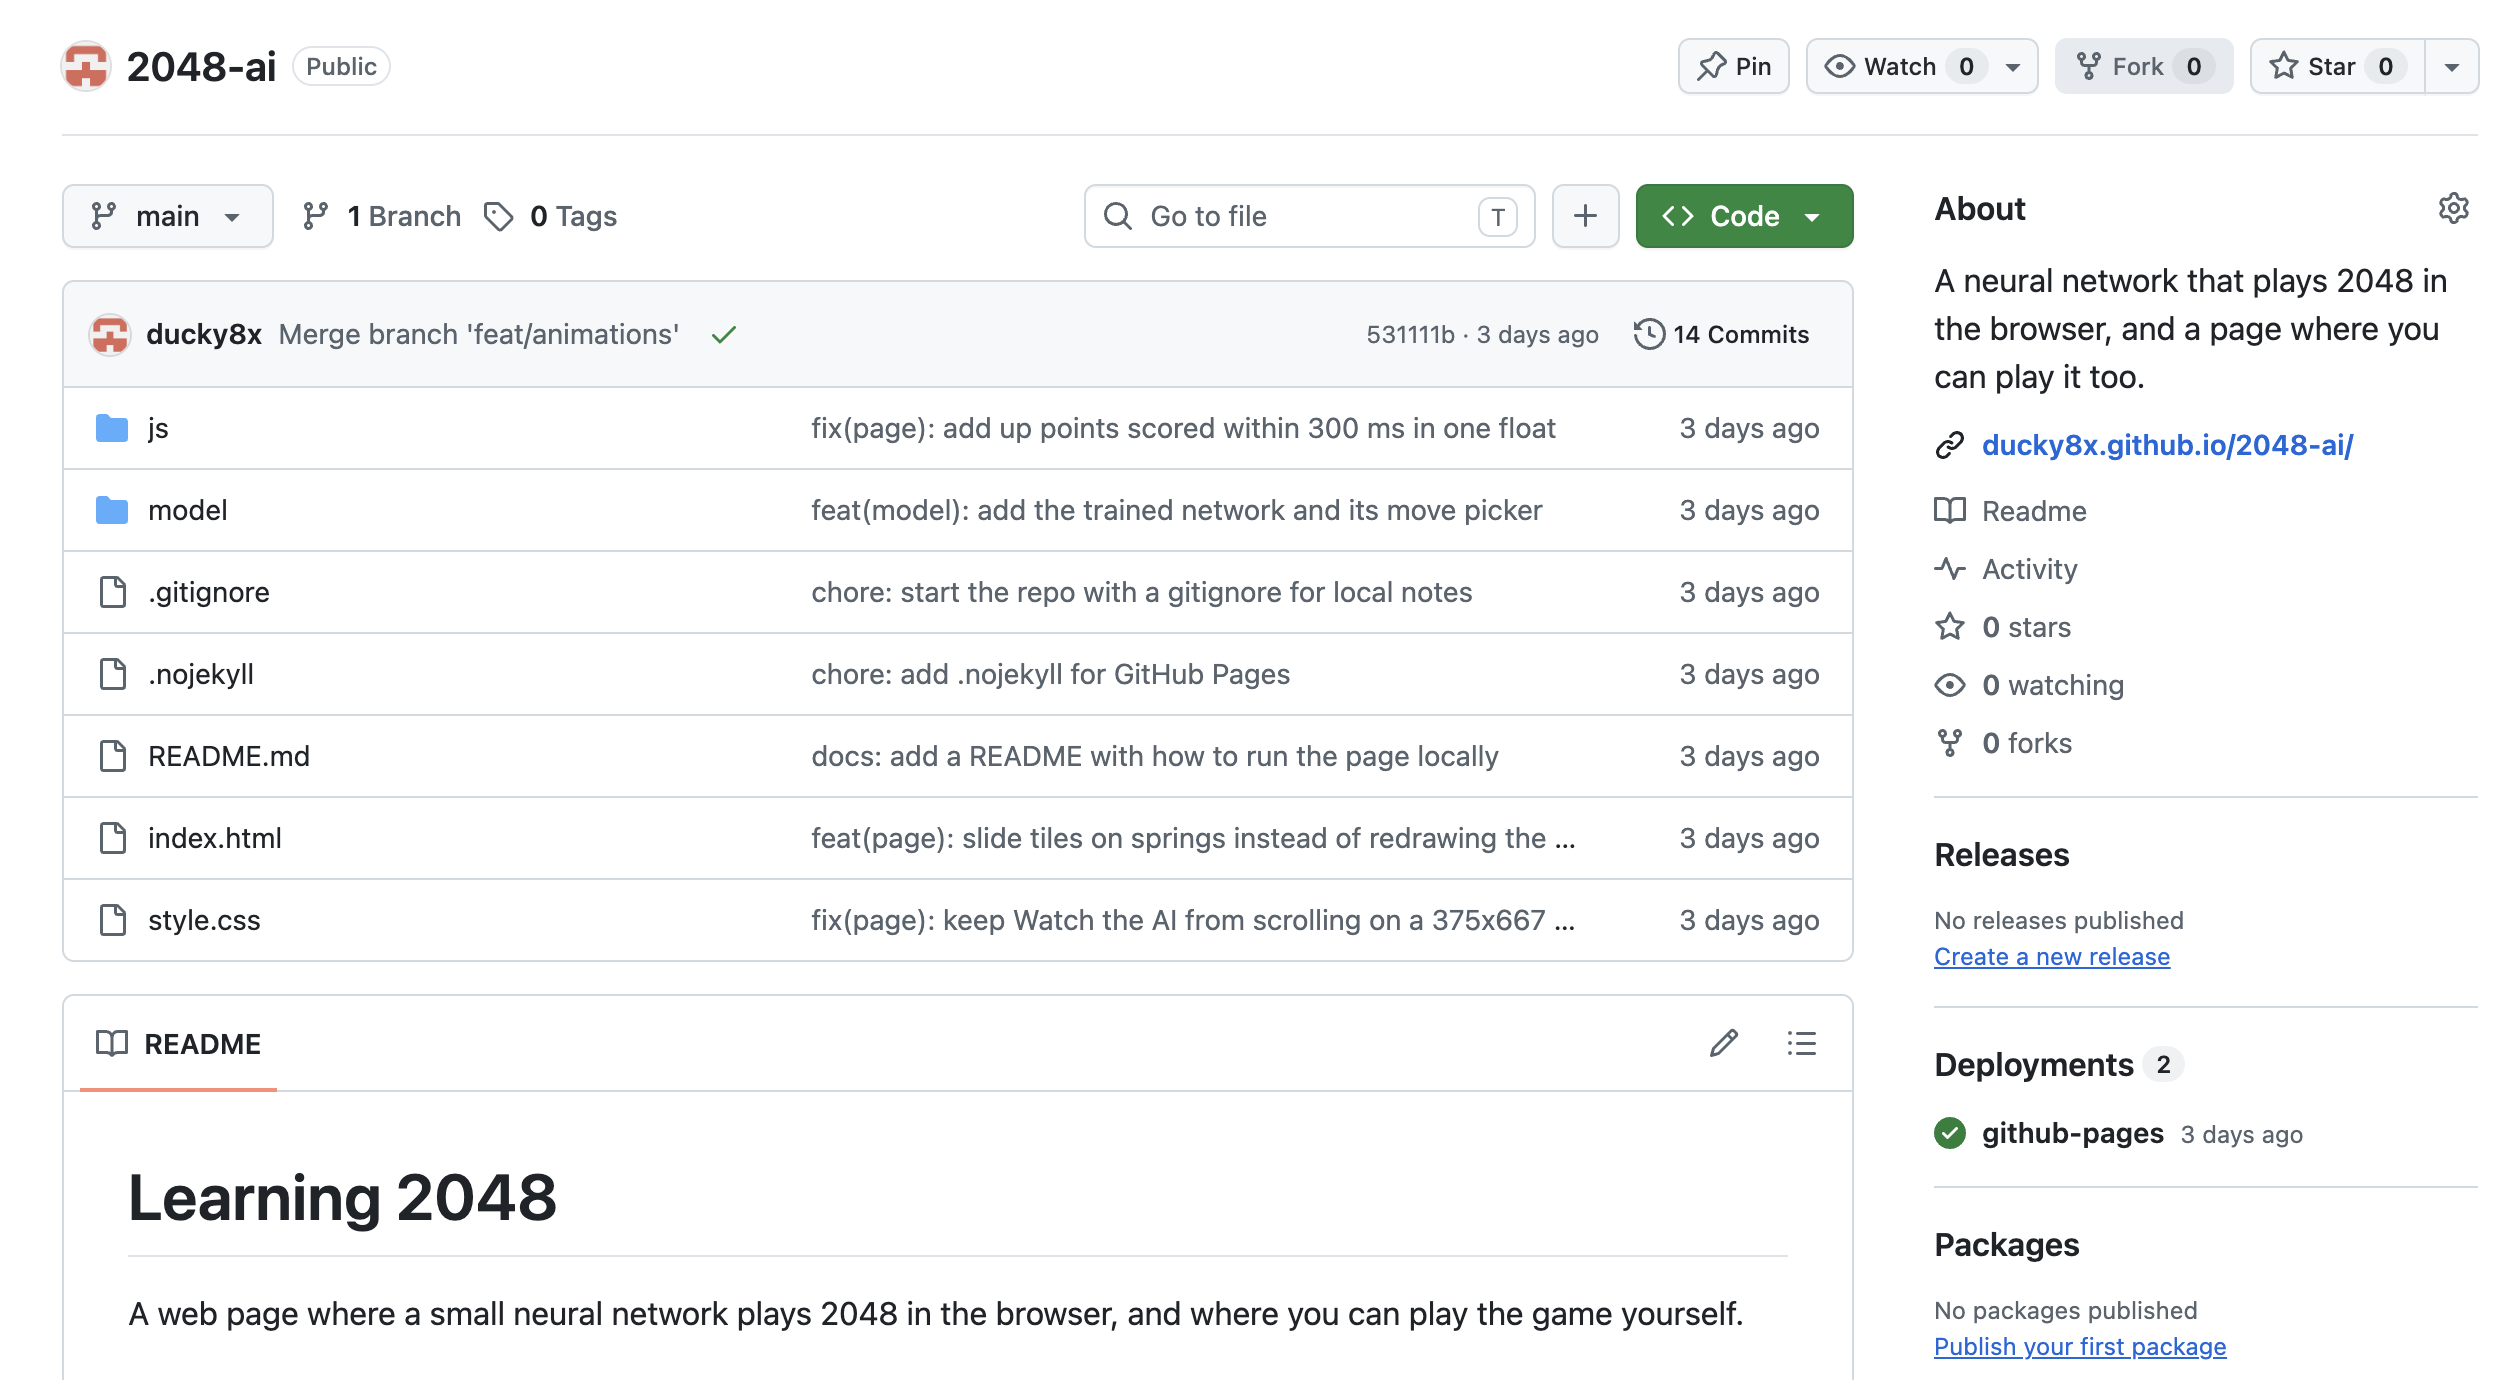 2048-ai Public
Pin Watch 0 Fork 0 Star 0
main 1 Branch 0 Tags Go to file T Code
ducky8x Merge branch 'feat/animations' 531111b · 3 days ago 14 Commits
js fix(page): add up points scored within 300 ms in one float 3 days ago
model feat(model): add the trained network and its move picker 3 days ago
.gitignore chore: start the repo with a gitignore for local notes 3 days ago
.nojekyll chore: add .nojekyll for GitHub Pages 3 days ago
README.md docs: add a README with how to run the page locally 3 days ago
index.html feat(page): slide tiles on springs instead of redrawing the ... 3 days ago
style.css fix(page): keep Watch the AI from scrolling on a 375x667 ... 3 days ago
README
Learning 2048
A web page where a small neural network plays 2048 in the browser, and where you can play the game yourself.
About
A neural network that plays 2048 in
the browser, and a page where you
can play it too.
ducky8x.github.io/2048-ai/
Readme
Activity
0 stars
0 watching
0 forks
Releases
No releases published
Create a new release
Deployments 2
github-pages 3 days ago
Packages
No packages published
Publish your first package